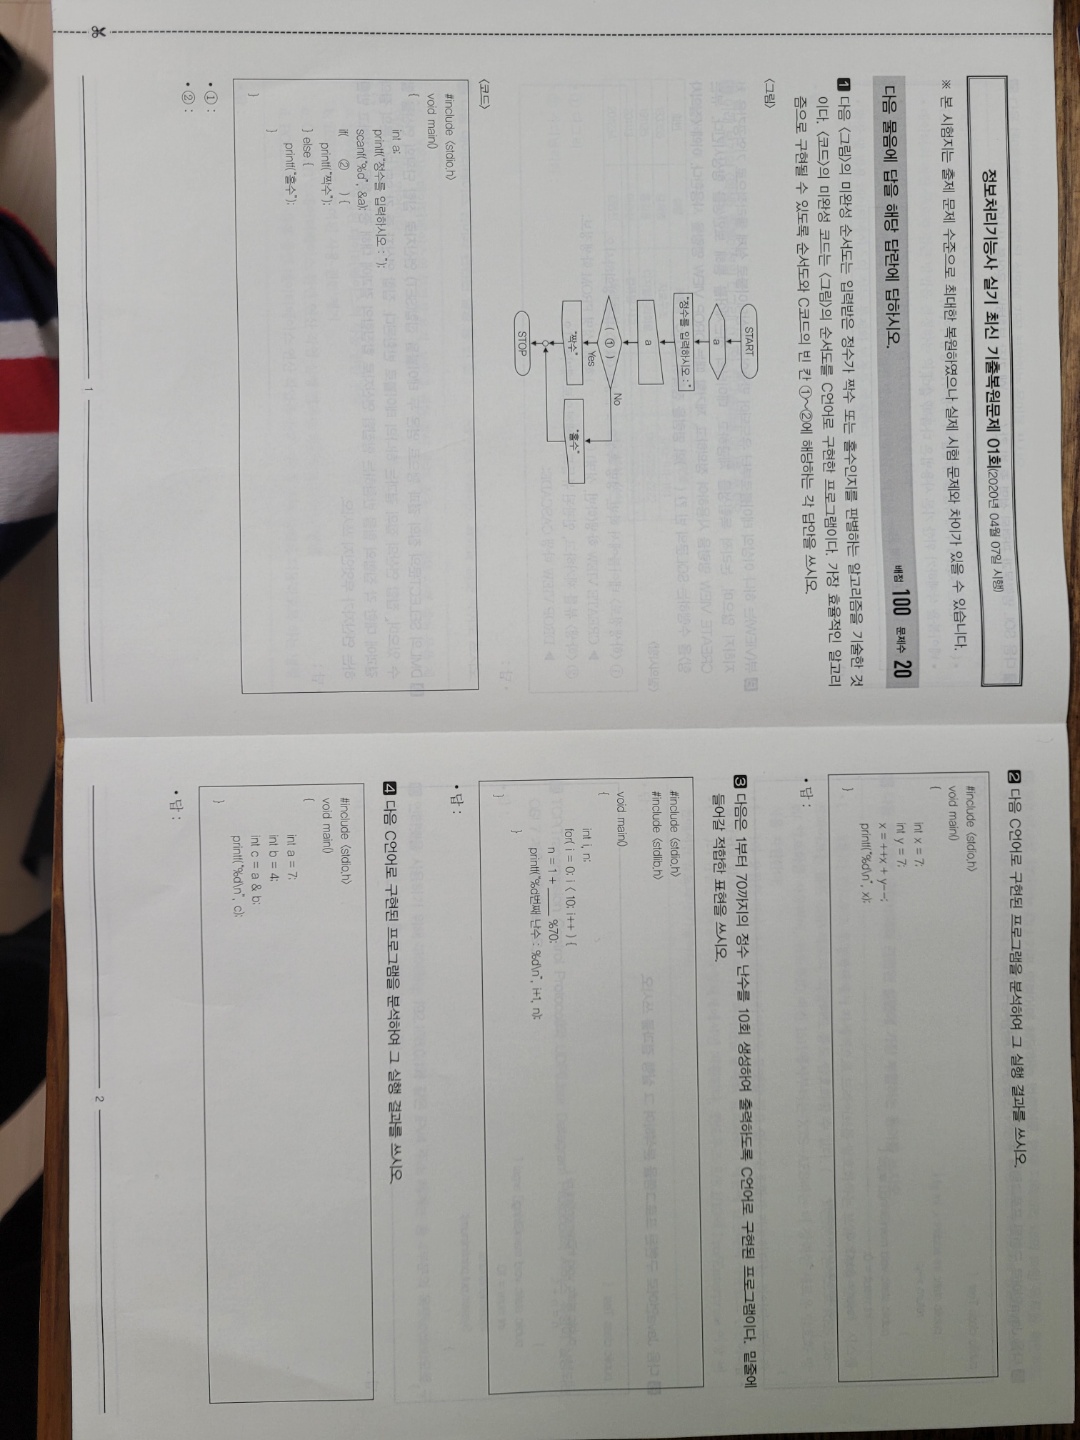 정보처리기능사 실기 최신 기출복원문제 01회(2020년 04월 07일 시행)
※ 본 시험지는 출제 문제 수준으로 최대한 복원하였으나 실제 시험 문제와 차이가 있을 수 있습니다.
다음 물음에 답을 해당 답란에 답하시오. 배점 100 문제수 20
1 다음 〈그림〉의 미완성 순서도는 입력받은 정수가 짝수 또는 홀수인지를 판별하는 알고리즘을 기술한 것
이다. 〈코드〉의 미완성 코드는 〈그림〉의 순서도를 C언어로 구현한 프로그램이다. 가장 효율적인 알고리
즘으로 구현될 수 있도록 순서도와 C코드의 빈 칸 ①~②에 해당하는 각 답안을 쓰시오.
〈그림〉
START
a
"정수를 입력하시오 : "
a
( ① )
No
Yes
"짝수"
"홀수"
STOP
〈코드〉
#include 〈stdio.h〉
void main()
{
int a;
printf("정수를 입력하시오 : ");
scanf("%d", &a);
if( ② ) {
printf("짝수");
} else {
printf("홀수");
}
}
• ① :
• ② :
1
2 다음 C언어로 구현된 프로그램을 분석하여 그 실행 결과를 쓰시오.
#include 〈stdio.h〉
void main()
{
int x = 7;
int y = 7;
x = ++x + y--;
printf("%d\n", x);
}
• 답 :
3 다음은 1부터 70까지의 정수 난수를 10회 생성하여 출력하도록 C언어로 구현된 프로그램이다. 밑줄에
들어갈 적합한 표현을 쓰시오.
#include 〈stdio.h〉
#include 〈stdlib.h〉
void main()
{
int i, n;
for( i = 0; i 〈 10; i++ ) {
n = 1 + ____ %70;
printf("%d번째 난수 : %d\n", i+1, n);
}
}
• 답 :
4 다음 C언어로 구현된 프로그램을 분석하여 그 실행 결과를 쓰시오.
#include 〈stdio.h〉
void main()
{
int a = 7;
int b = 4;
int c = a & b;
printf("%d\n", c);
}
• 답 :
2